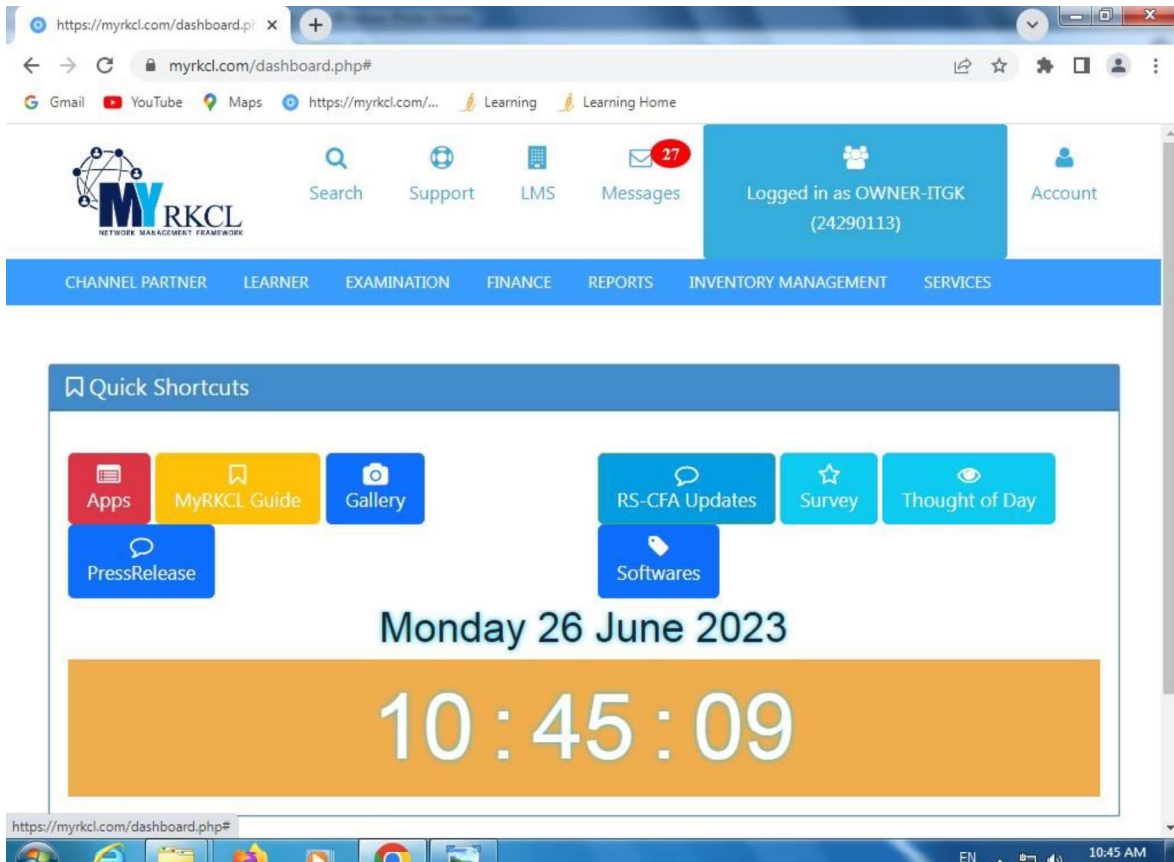 https://myrkcl.com/dashboard.ph
myrkcl.com/dashboard.php#
Gmail YouTube Maps https://myrkcl.com/... Learning Learning Home
MY RKCL
NETWORK MANAGEMENT FRAMEWORK
Search Support LMS Messages 27
Logged in as OWNER-ITGK
(24290113)
Account
CHANNEL PARTNER LEARNER EXAMINATION FINANCE REPORTS INVENTORY MANAGEMENT SERVICES
Quick Shortcuts
Apps MyRKCL Guide Gallery RS-CFA Updates Survey Thought of Day
PressRelease Softwares
Monday 26 June 2023
10 : 45 : 09
https://myrkcl.com/dashboard.php#
EN 10:45 AM